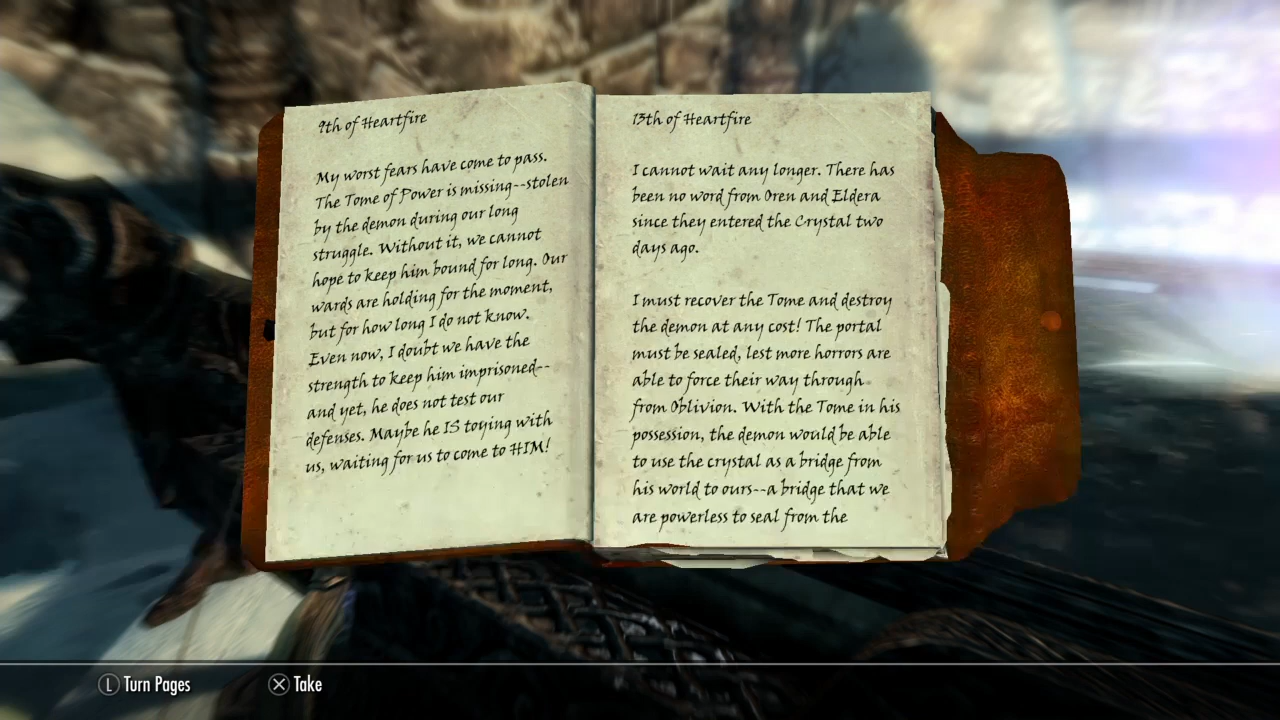 9th of Heartfire
My worst fears have come to pass.
The Tome of Power is missing--stolen
by the demon during our long
struggle. Without it, we cannot
hope to keep him bound for long. Our
wards are holding for the moment,
but for how long I do not know.
Even now, I doubt we have the
strength to keep him imprisoned--
and yet, he does not test our
defenses. Maybe he IS toying with
us, waiting for us to come to HIM!
13th of Heartfire
I cannot wait any longer. There has
been no word from Oren and Eldera
since they entered the Crystal two
days ago.
I must recover the Tome and destroy
the demon at any cost! The portal
must be sealed, lest more horrors are
able to force their way through
from Oblivion. With the Tome in his
possession, the demon would be able
to use the crystal as a bridge from
his world to ours--a bridge that we
are powerless to seal from the
L Turn Pages
X Take